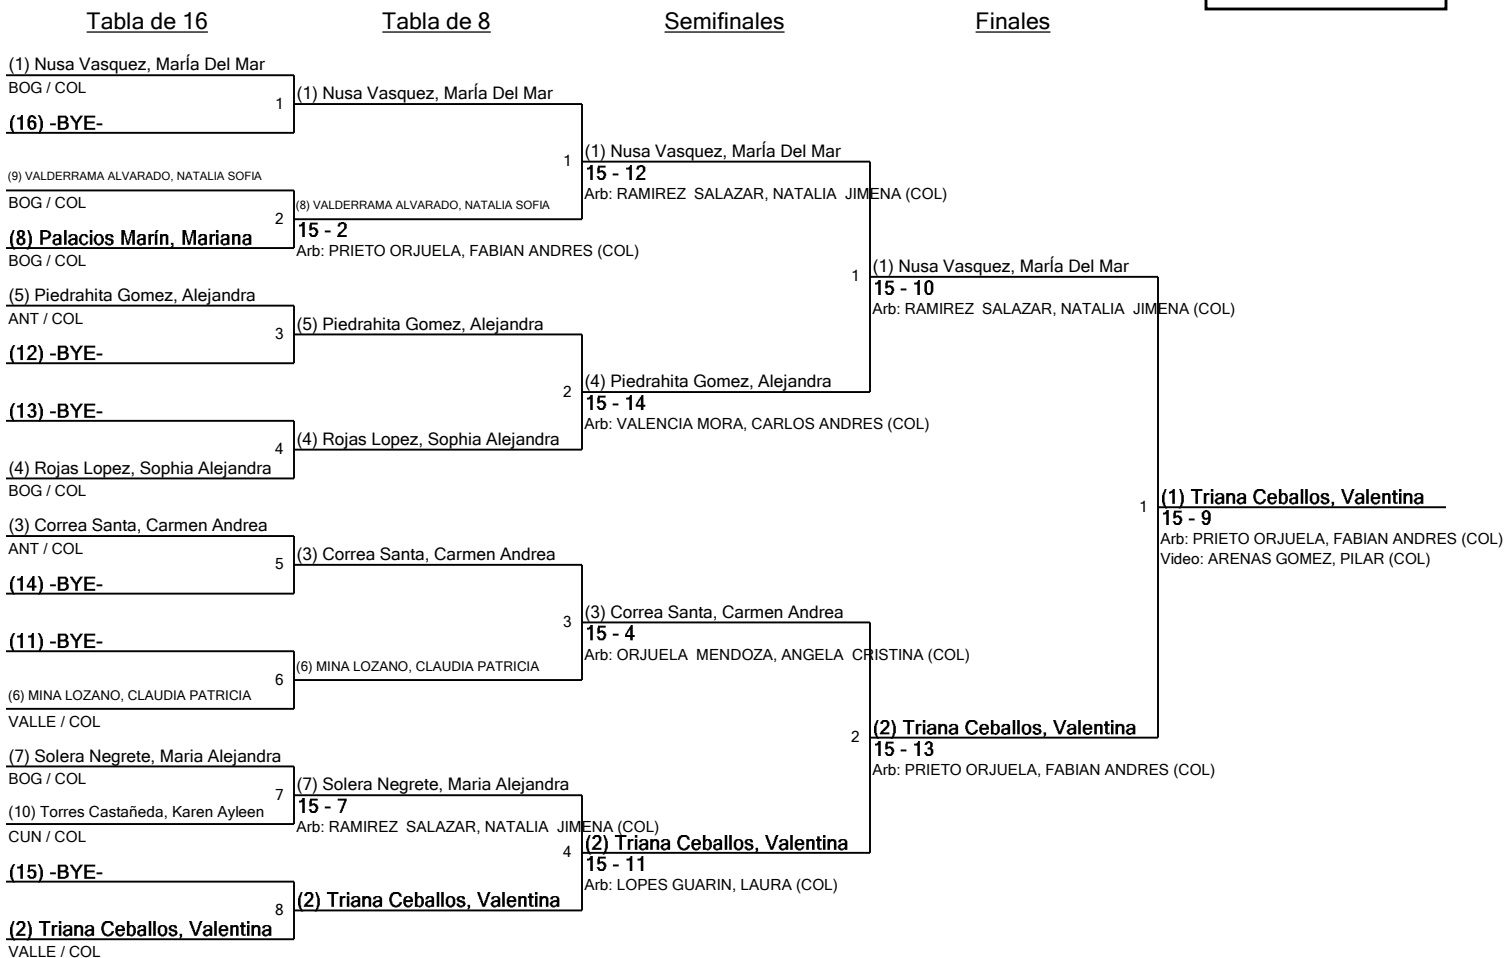 Tabla de 16
Tabla de 8
Semifinales
Finales
(1) Nusa Vasquez, MarÍa Del Mar
BOG / COL
(16) -BYE-
1
(9) VALDERRAMA ALVARADO, NATALIA SOFIA
BOG / COL
(8) Palacios Marín, Mariana
BOG / COL
2
(5) Piedrahita Gomez, Alejandra
ANT / COL
(12) -BYE-
3
(13) -BYE-
(4) Rojas Lopez, Sophia Alejandra
BOG / COL
4
(3) Correa Santa, Carmen Andrea
ANT / COL
(14) -BYE-
5
(11) -BYE-
(6) MINA LOZANO, CLAUDIA PATRICIA
VALLE / COL
6
(7) Solera Negrete, Maria Alejandra
BOG / COL
(10) Torres Castañeda, Karen Ayleen
CUN / COL
7
(15) -BYE-
(2) Triana Ceballos, Valentina
VALLE / COL
8
(1) Nusa Vasquez, MarÍa Del Mar
(8) VALDERRAMA ALVARADO, NATALIA SOFIA
15 - 2
Arb: PRIETO ORJUELA, FABIAN ANDRES (COL)
1
(5) Piedrahita Gomez, Alejandra
(4) Rojas Lopez, Sophia Alejandra
2
(3) Correa Santa, Carmen Andrea
(6) MINA LOZANO, CLAUDIA PATRICIA
3
(7) Solera Negrete, Maria Alejandra
15 - 7
Arb: RAMIREZ SALAZAR, NATALIA JIMENA (COL)
(2) Triana Ceballos, Valentina
4
(1) Nusa Vasquez, MarÍa Del Mar
15 - 12
Arb: RAMIREZ SALAZAR, NATALIA JIMENA (COL)
(4) Piedrahita Gomez, Alejandra
15 - 14
Arb: VALENCIA MORA, CARLOS ANDRES (COL)
1
(3) Correa Santa, Carmen Andrea
15 - 4
Arb: ORJUELA MENDOZA, ANGELA CRISTINA (COL)
(2) Triana Ceballos, Valentina
15 - 11
Arb: LOPES GUARIN, LAURA (COL)
2
(1) Nusa Vasquez, MarÍa Del Mar
15 - 10
Arb: RAMIREZ SALAZAR, NATALIA JIMENA (COL)
(2) Triana Ceballos, Valentina
15 - 13
Arb: PRIETO ORJUELA, FABIAN ANDRES (COL)
1
(1) Triana Ceballos, Valentina
15 - 9
Arb: PRIETO ORJUELA, FABIAN ANDRES (COL)
Video: ARENAS GOMEZ, PILAR (COL)